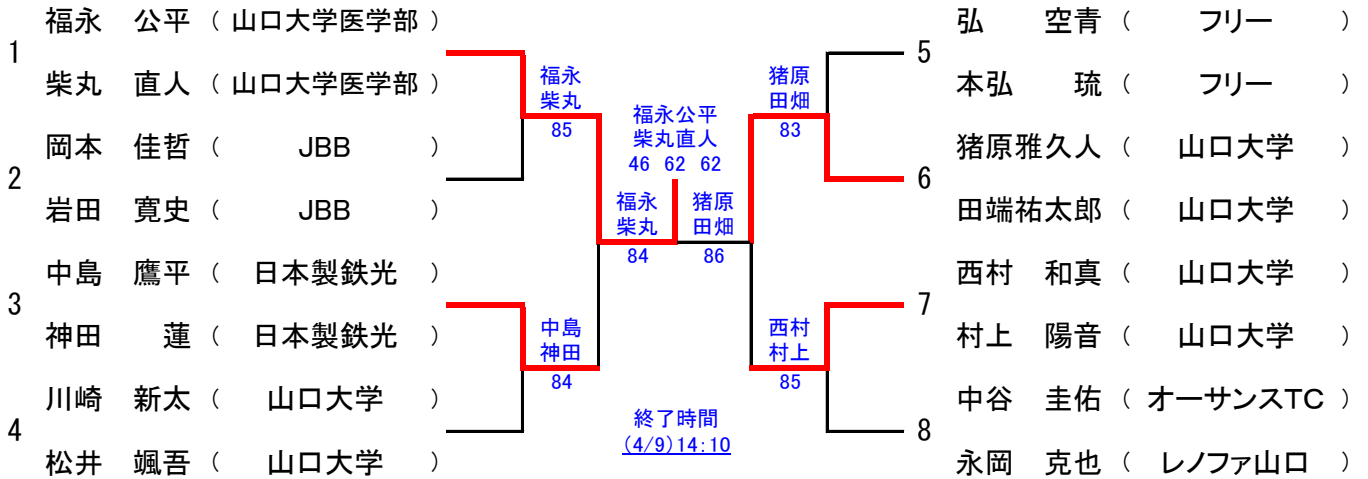 福永 公平 ( 山口大学医学部 )
1
柴丸 直人 ( 山口大学医学部 )
岡本 佳哲 ( JBB )
2
岩田 寛史 ( JBB )
中島 鷹平 ( 日本製鉄光 )
3
神田 蓮 ( 日本製鉄光 )
川崎 新太 ( 山口大学 )
4
松井 颯吾 ( 山口大学 )
福永
柴丸
85
中島
神田
84
福永
柴丸
84
福永公平
柴丸直人
46 62 62
猪原
田畑
86
猪原
田畑
83
西村
村上
85
終了時間
(4/9)14:10
弘 空青 ( フリー )
5
本弘 琉 ( フリー )
猪原雅久人 ( 山口大学 )
6
田端祐太郎 ( 山口大学 )
西村 和真 ( 山口大学 )
7
村上 陽音 ( 山口大学 )
中谷 圭佑 ( オーサンスTC )
8
永岡 克也 ( レノファ山口 )